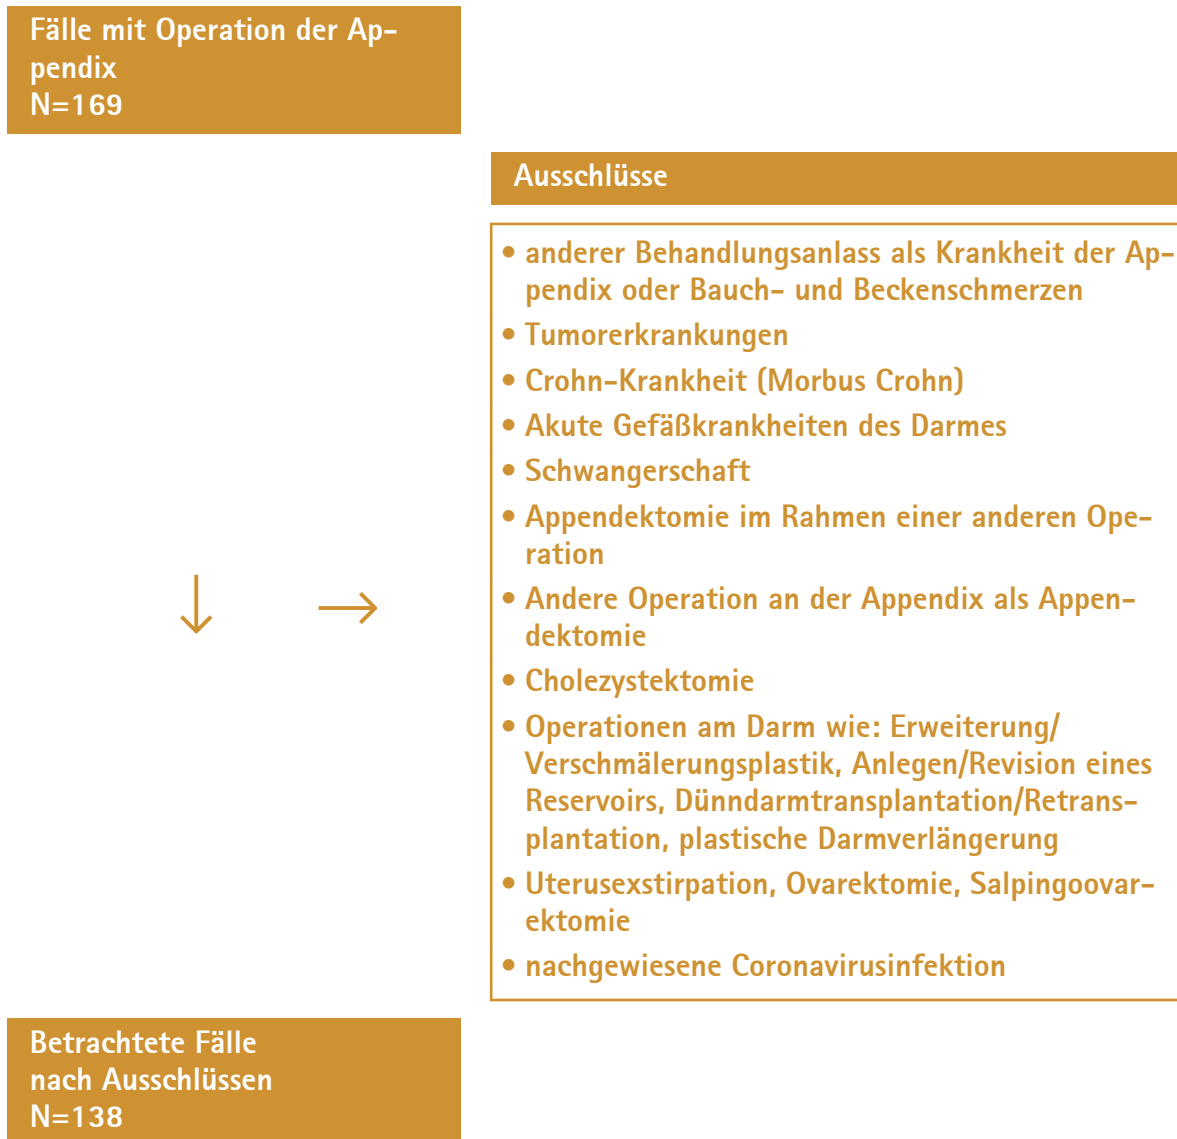 Fälle mit Operation der Ap-
pendix
N=169
Ausschlüsse
• anderer Behandlungsanlass als Krankheit der Ap-
pendix oder Bauch- und Beckenschmerzen
• Tumorerkrankungen
• Crohn-Krankheit (Morbus Crohn)
• Akute Gefäßkrankheiten des Darmes
• Schwangerschaft
• Appendektomie im Rahmen einer anderen Ope-
ration
• Andere Operation an der Appendix als Appen-
dektomie
• Cholezystektomie
• Operationen am Darm wie: Erweiterung/
Verschmälerungsplastik, Anlegen/Revision eines
Reservoirs, Dünndarmtransplantation/Retrans-
plantation, plastische Darmverlängerung
• Uterusexstirpation, Ovarektomie, Salpingoovar-
ektomie
• nachgewiesene Coronavirusinfektion
Betrachtete Fälle
nach Ausschlüssen
N=138